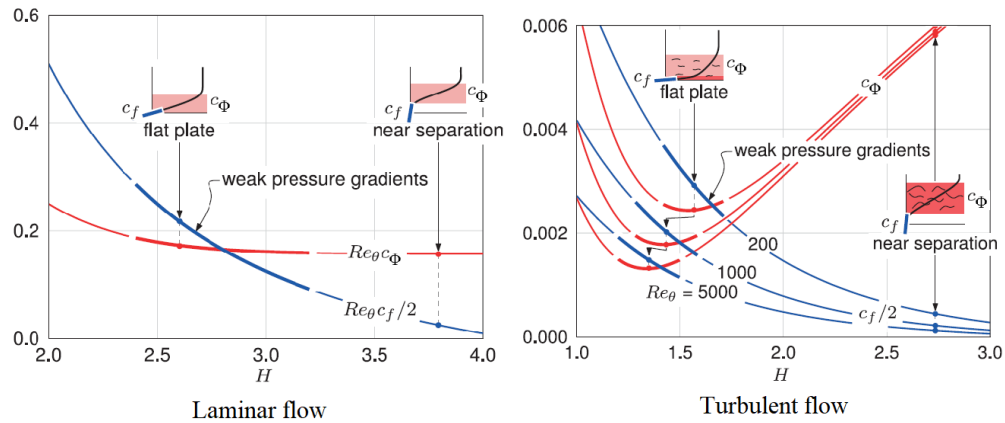 0.6
0.4
0.2
0.0
2.0 2.5 3.0 3.5 4.0
H
c_f c_Φ
flat plate
c_f c_Φ
near separation
weak pressure gradients
Re_θ c_Φ
Re_θ c_f/2
Laminar flow
0.006
0.004
0.002
0.000
1.0 1.5 2.0 2.5 3.0
H
c_f c_Φ
flat plate
c_Φ
weak pressure gradients
c_Φ
c_f
near separation
200
1000
Re_θ = 5000
c_f/2
Turbulent flow